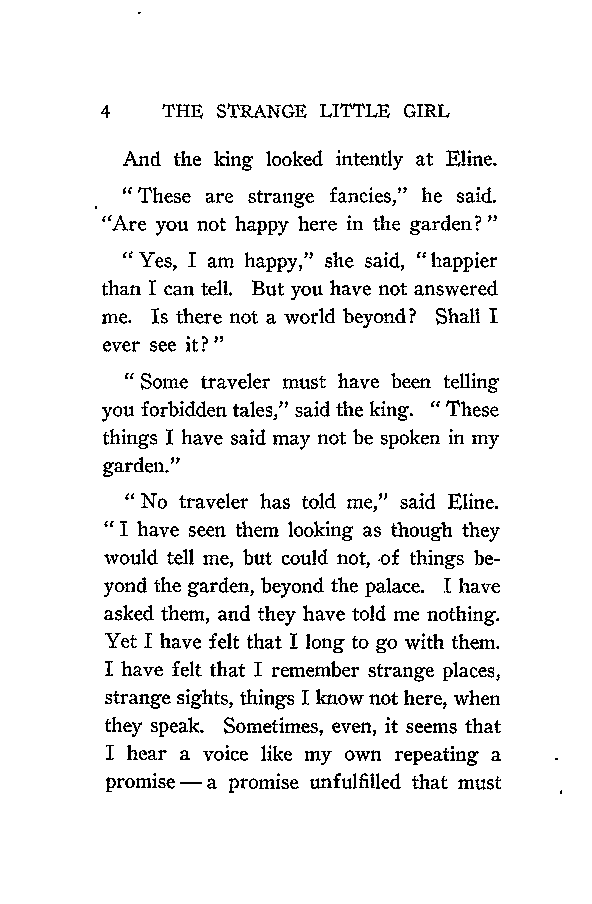 4 THE STRANGE LITTLE GIRL
And the king looked intently at Eline.
“These are strange fancies,” he said.
“Are you not happy here in the garden?”
“Yes, I am happy,” she said, “happier
than I can tell. But you have not answered
me. Is there not a world beyond? Shall I
ever see it?”
“Some traveler must have been telling
you forbidden tales,” said the king. “These
things I have said may not be spoken in my
garden.”
“No traveler has told me,” said Eline.
“I have seen them looking as though they
would tell me, but could not, of things be-
yond the garden, beyond the palace. I have
asked them, and they have told me nothing.
Yet I have felt that I long to go with them.
I have felt that I remember strange places,
strange sights, things I know not here, when
they speak. Sometimes, even, it seems that
I hear a voice like my own repeating a
promise — a promise unfulfilled that must